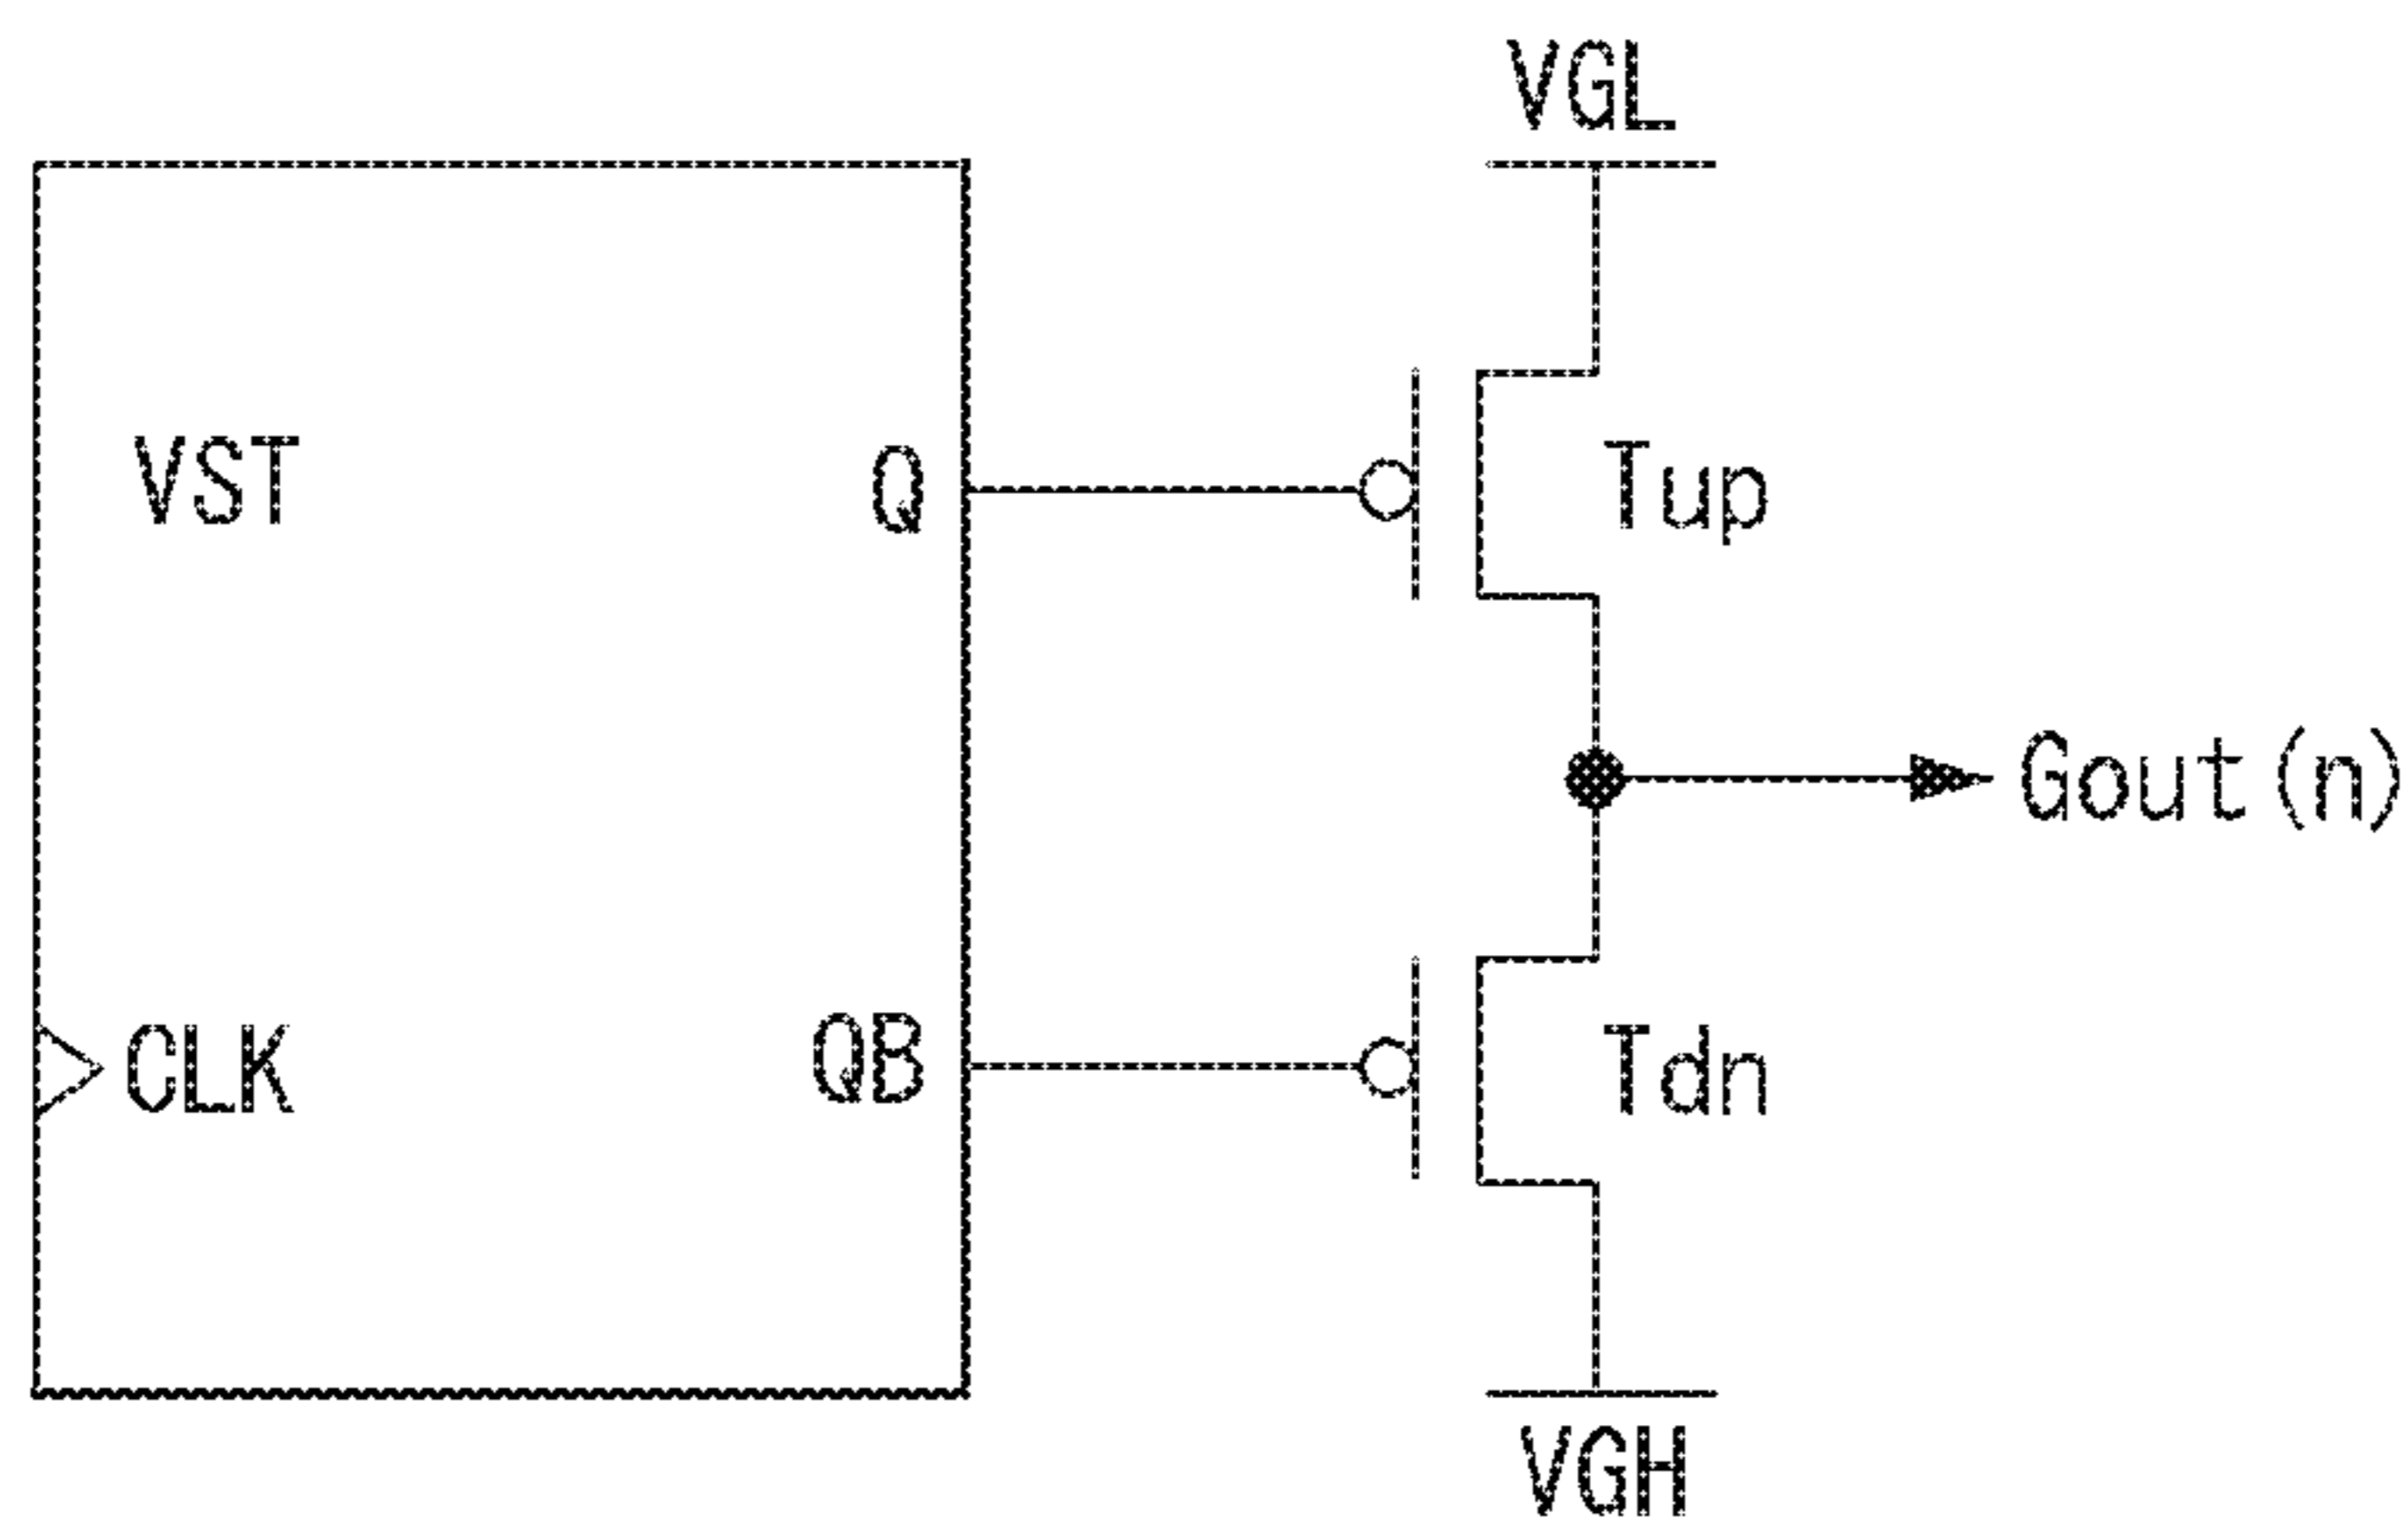 VGL
VST
Q
Tup
Gout(n)
CLK
QB
Tdn
VGH